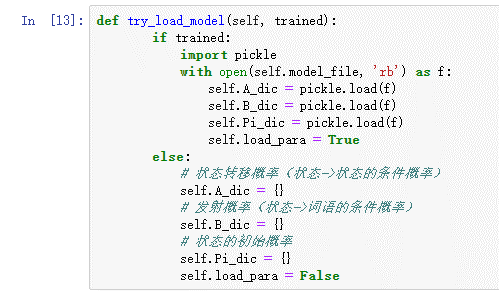 In [13]: def try_load_model(self, trained):
        if trained:
            import pickle
            with open(self.model_file, 'rb') as f:
                self.A_dic = pickle.load(f)
                self.B_dic = pickle.load(f)
                self.Pi_dic = pickle.load(f)
                self.load_para = True
        else:
            # 状态转移概率（状态->状态的条件概率）
            self.A_dic = {}
            # 发射概率（状态->词语的条件概率）
            self.B_dic = {}
            # 状态的初始概率
            self.Pi_dic = {}
            self.load_para = False